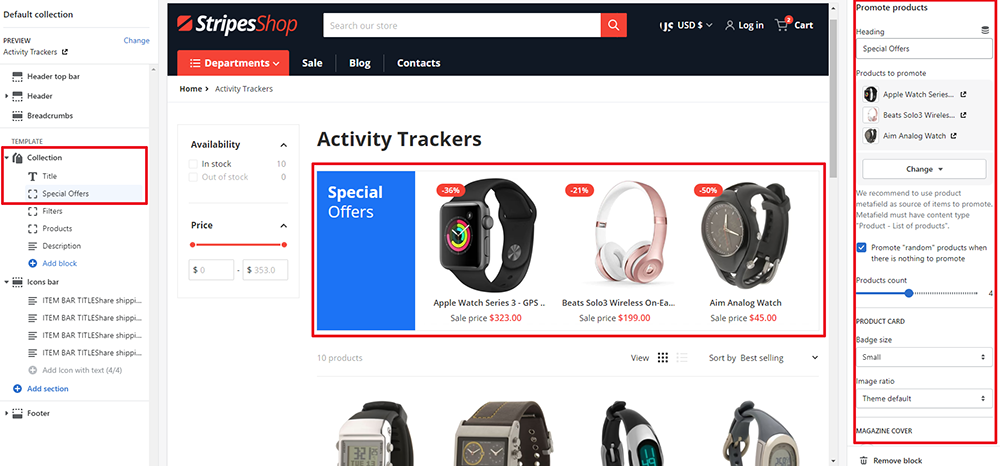 Default collection
PREVIEW
Change
Activity Trackers
Header top bar
Header
Breadcrumbs
TEMPLATE
Collection
Title
Special Offers
Filters
Products
Description
Add block
Icons bar
ITEM BAR TITLEShare shippi...
ITEM BAR TITLEShare shippi...
ITEM BAR TITLEShare shippi...
ITEM BAR TITLEShare shippi...
Add Icon with text (4/4)
Add section
Footer
StripesShop
Search our store
USD $
Log in
2
Cart
Departments
Sale
Blog
Contacts
Home
Activity Trackers
Availability
In stock 10
Out of stock 0
Price
$ 0 - $ 353.0
Activity Trackers
Special
Offers
-36%
-21%
-50%
Apple Watch Series 3 - GPS ..
Sale price $323.00
Beats Solo3 Wireless On-Ea...
Sale price $199.00
Aim Analog Watch
Sale price $45.00
10 products
View
Sort by Best selling
Promote products
Heading
Special Offers
Products to promote
Apple Watch Series...
Beats Solo3 Wireles...
Aim Analog Watch
Change
We recommend to use product
metafield as source of items to promote.
Metafield must have content type
"Product - List of products".
Promote "random" products when
there is nothing to promote
Products count
4
PRODUCT CARD
Badge size
Small
Image ratio
Theme default
MAGAZINE COVER
Remove block